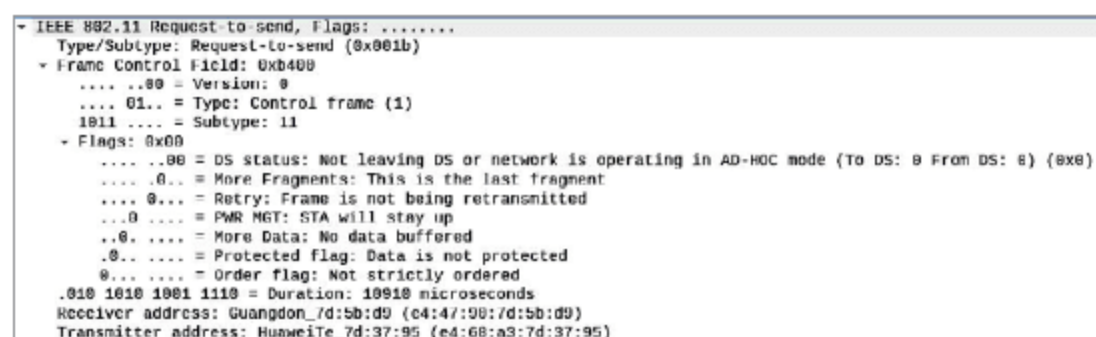 IEEE 802.11 Request-to-send, Flags: ........
Type/Subtype: Request-to-send (0x001b)
Frame Control Field: 0xb400
.... ..00 = Version: 0
.... 01.. = Type: Control frame (1)
1011 .... = Subtype: 11
Flags: 0x00
.... ..00 = DS status: Not leaving DS or network is operating in AD-HOC mode (To DS: 0 From DS: 0) (0x0)
.... .0.. = More Fragments: This is the last fragment
.... 0... = Retry: Frame is not being retransmitted
...0 .... = PWR MGT: STA will stay up
..0. .... = More Data: No data buffered
.0.. .... = Protected flag: Data is not protected
0... .... = Order flag: Not strictly ordered
.010 1010 1001 1110 = Duration: 10910 microseconds
Receiver address: Guangdon_7d:5b:d9 (c4:47:90:7d:5b:d9)
Transmitter address: HuaweiTe_7d:37:95 (e4:68:a3:7d:37:95)